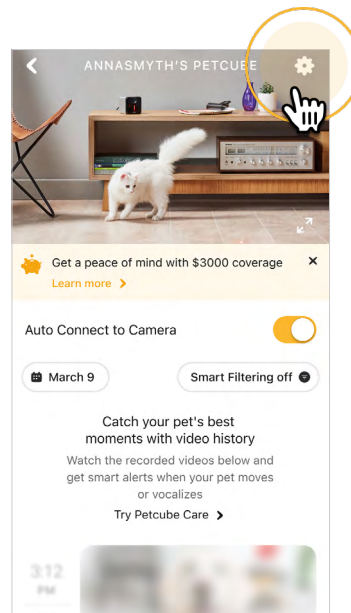 ANNASMYTH'S PETCUBE
Get a peace of mind with $3000 coverage
Learn more
Auto Connect to Camera
March 9
Smart Filtering off
Catch your pet's best
moments with video history
Watch the recorded videos below and
get smart alerts when your pet moves
or vocalizes
Try Petcube Care
3:12
PM